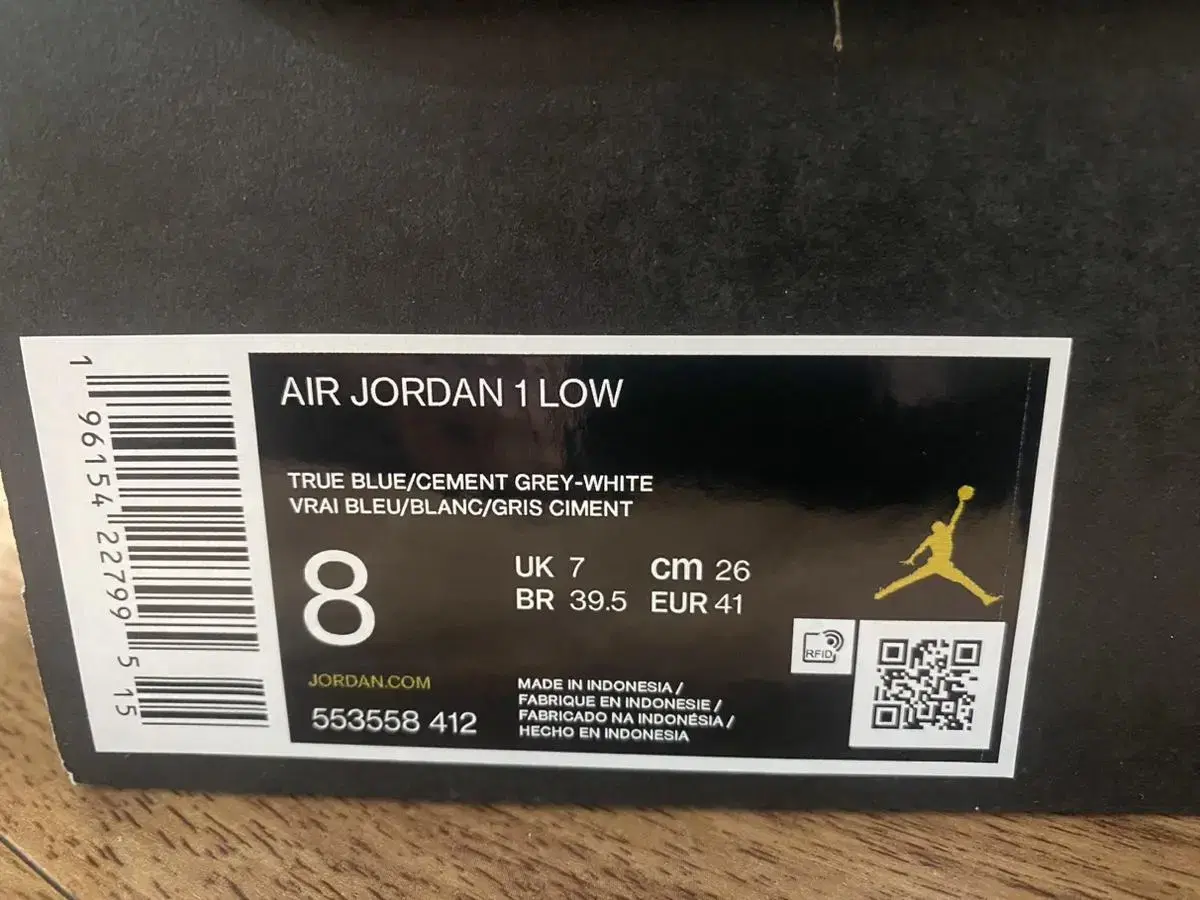 1 96154 22799 5 15
AIR JORDAN 1 LOW
TRUE BLUE/CEMENT GREY-WHITE
VRAI BLEU/BLANC/GRIS CIMENT
8
UK 7 cm 26
BR 39.5 EUR 41
RFID
JORDAN.COM
553558 412
MADE IN INDONESIA /
FABRIQUE EN INDONESIE /
FABRICADO NA INDONÉSIA /
HECHO EN INDONESIA